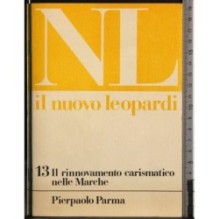 NL
il nuovo leopardi
13 Il rinnovamento carismatico
nelle Marche
Pierpaolo Parma